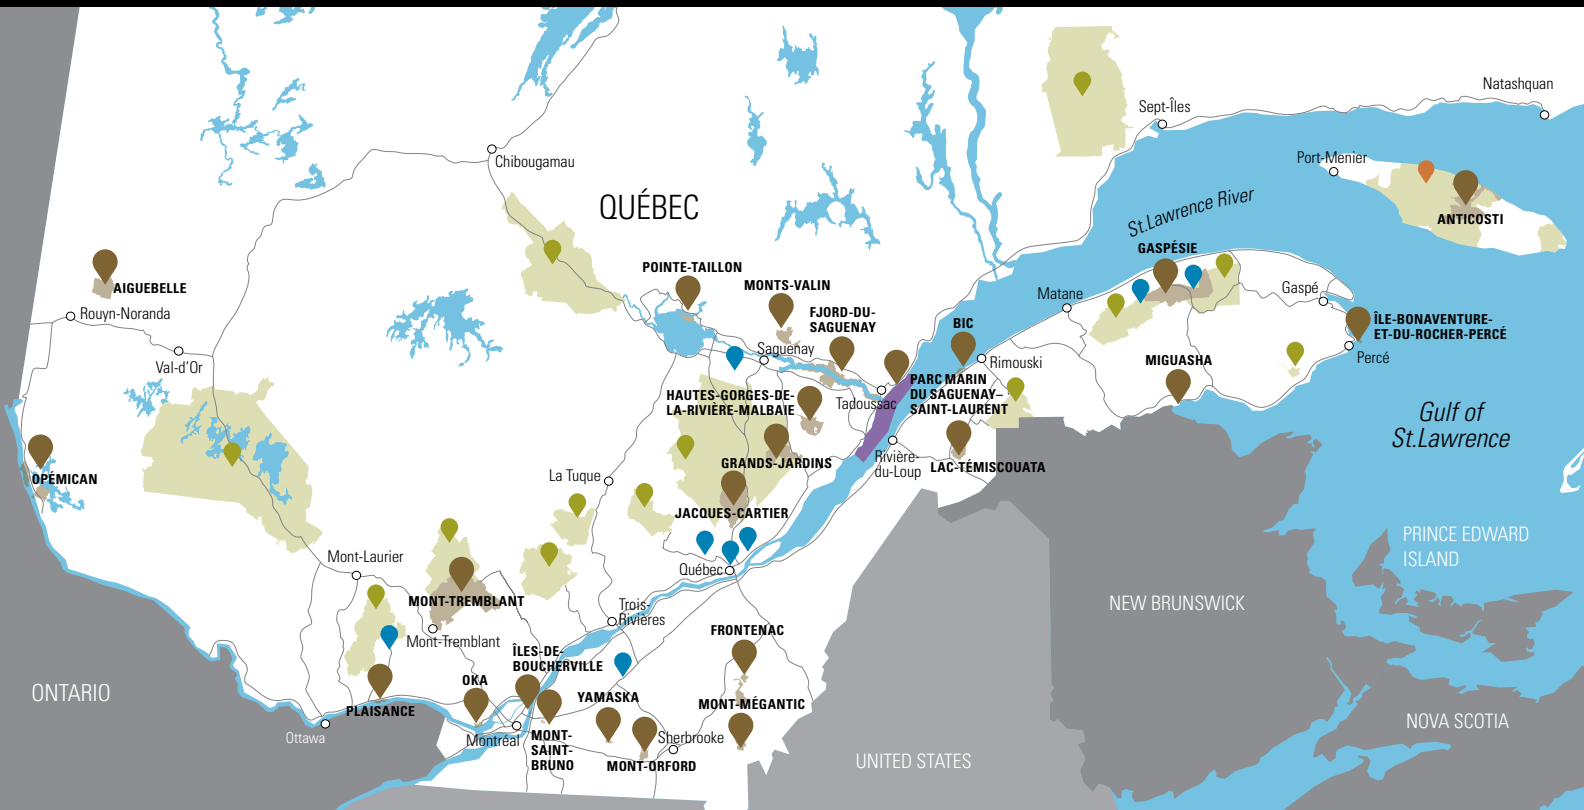 Natashquan
Sept-Îles
Chibougamau
Port-Menier
QUÉBEC
St.Lawrence River
ANTICOSTI
GASPÉSIE
POINTE-TAILLON
MONTS-VALIN
AIGUEBELLE
Matane
Gaspé
Rouyn-Noranda
FJORD-DU-
SAGUENAY
BIC
ÎLE-BONAVENTURE-
ET-DU-ROCHER-PERCÉ
Saguenay
Rimouski
MIGUASHA
Percé
Val-d'Or
PARC MARIN
DU SAGUENAY–
SAINT-LAURENT
HAUTES-GORGES-DE-
LA-RIVIÈRE-MALBAIE
Tadoussac
Gulf of
St.Lawrence
GRANDS-JARDINS
Rivière-
du-Loup
LAC-TÉMISCOUATA
OPÉMICAN
La Tuque
JACQUES-CARTIER
PRINCE EDWARD
ISLAND
Mont-Laurier
Québec
MONT-TREMBLANT
Trois-
Rivières
NEW BRUNSWICK
Mont-Tremblant
FRONTENAC
ÎLES-DE-
BOUCHERVILLE
OKA
YAMASKA
MONT-MÉGANTIC
ONTARIO
PLAISANCE
NOVA SCOTIA
Ottawa
Montréal
MONT-
SAINT-
BRUNO
Sherbrooke
MONT-ORFORD
UNITED STATES